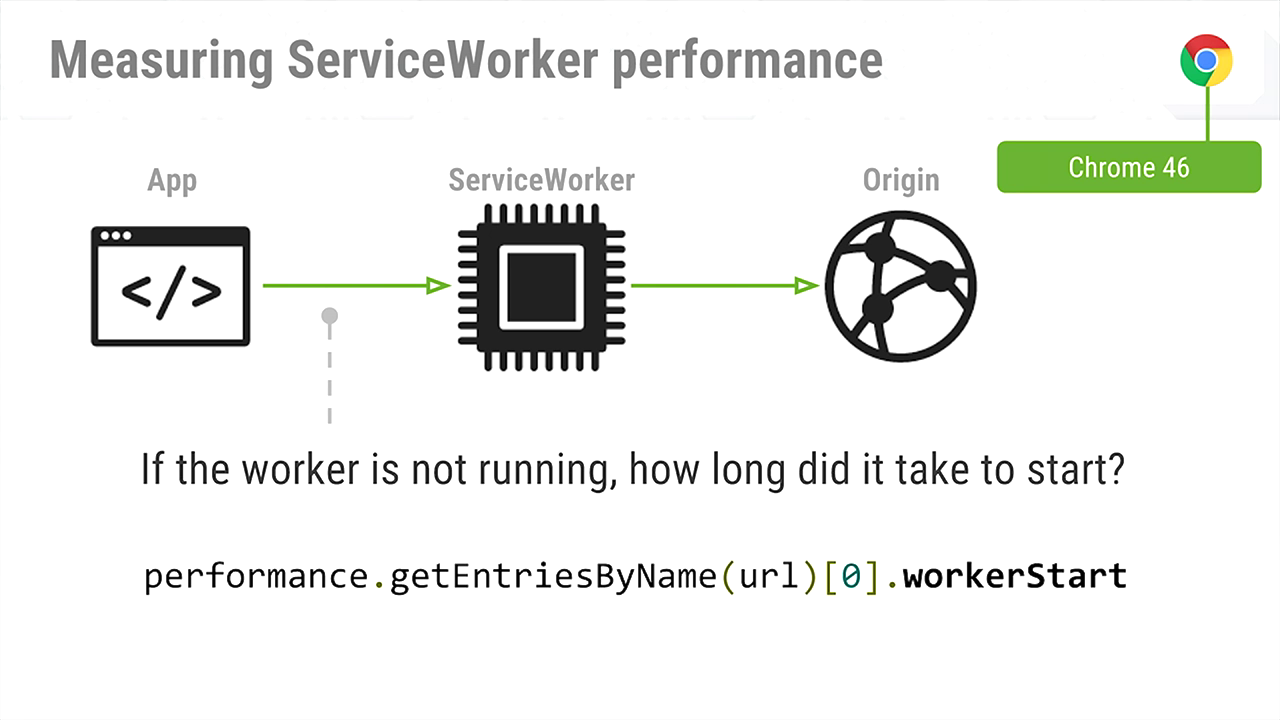 Measuring ServiceWorker performance
Chrome 46
App
ServiceWorker
Origin
</>
If the worker is not running, how long did it take to start?
performance.getEntriesByName(url)[0].workerStart